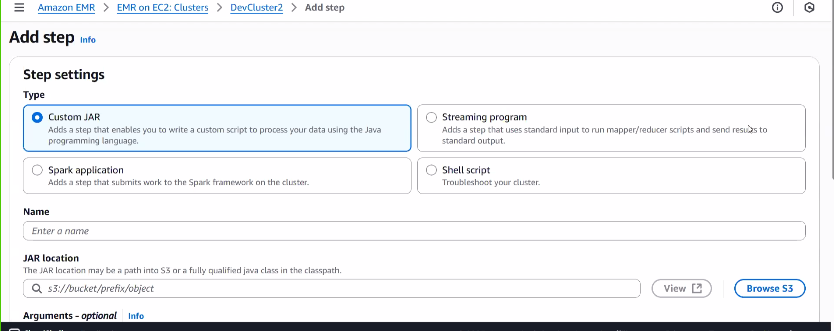 Amazon EMR > EMR on EC2: Clusters > DevCluster2 > Add step
Add step Info
Step settings
Type
Custom JAR
Adds a step that enables you to write a custom script to process your data using the Java
programming language.
Streaming program
Adds a step that uses standard input to run mapper/reducer scripts and send results to
standard output.
Spark application
Adds a step that submits work to the Spark framework on the cluster.
Shell script
Troubleshoot your cluster.
Name
Enter a name
JAR location
The JAR location may be a path into S3 or a fully qualified java class in the classpath.
s3://bucket/prefix/object
View
Browse S3
Arguments - optional Info